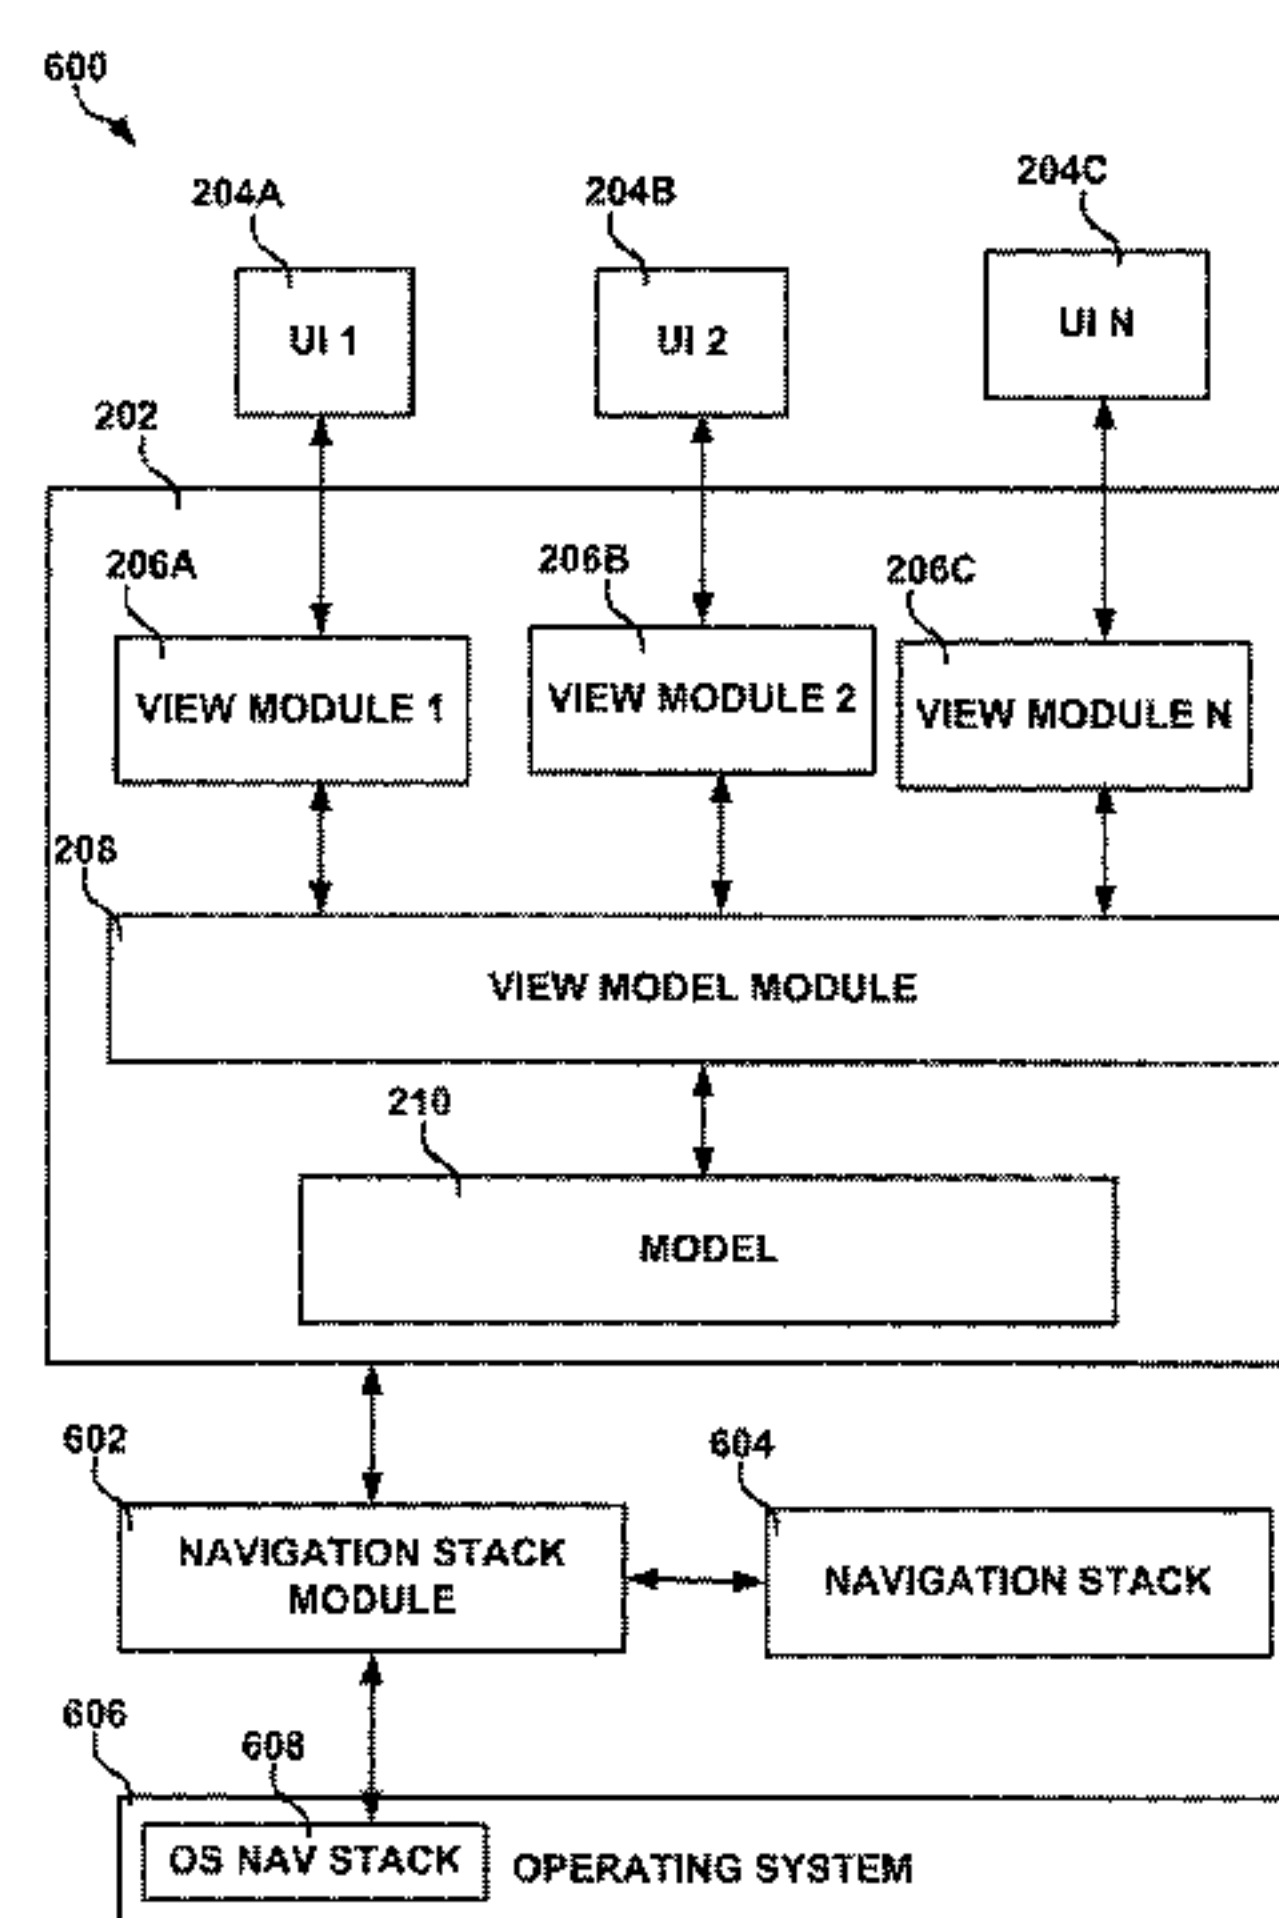 600
204A
204B
204C
UI 1
UI 2
UI N
202
206A
206B
206C
VIEW MODULE 1
VIEW MODULE 2
VIEW MODULE N
208
VIEW MODEL MODULE
210
MODEL
602
604
NAVIGATION STACK
MODULE
NAVIGATION STACK
606
608
OS NAV STACK
OPERATING SYSTEM